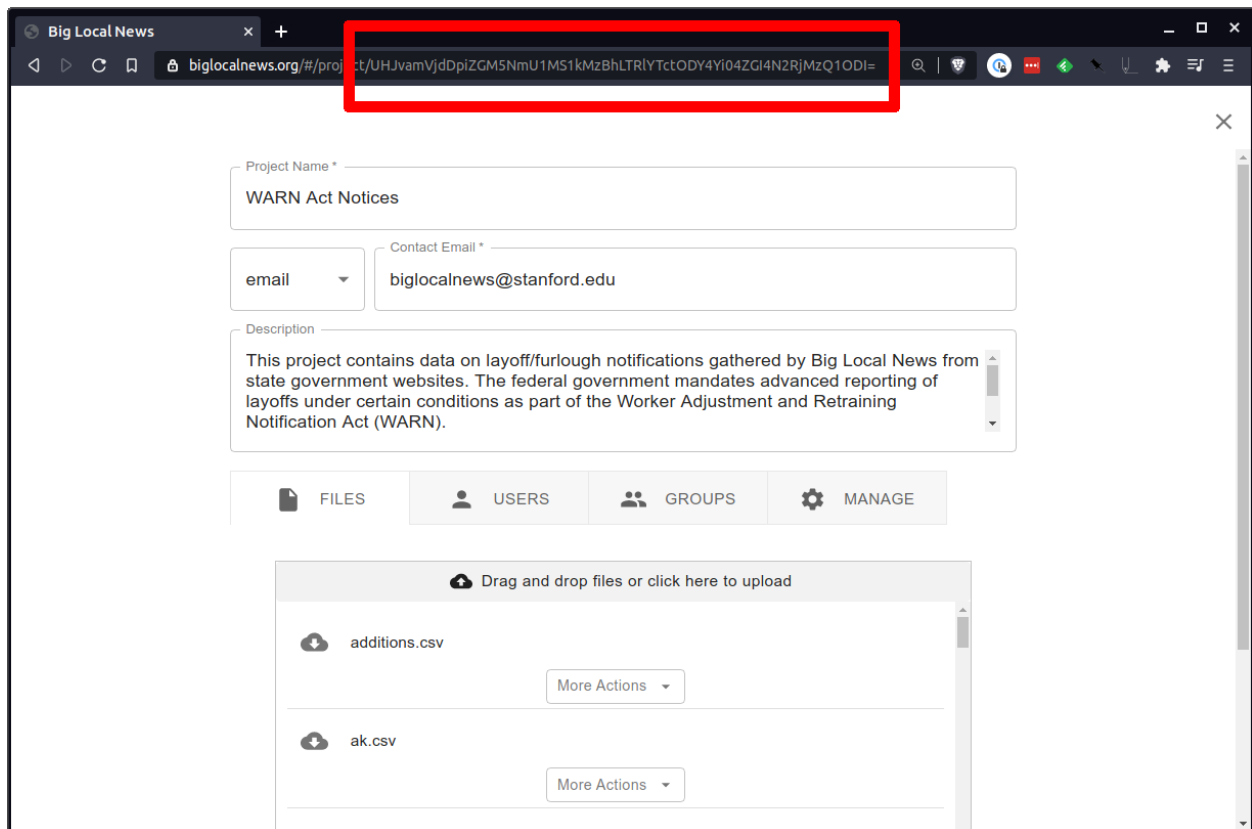 Big Local News
biglocalnews.org/#/project/UHJvamVjdDpiZGM5NmU1MS1kMzBhLTRlYTctODY4Yi04ZGI4N2RjMzQ1ODI=
Project Name *
WARN Act Notices
email
Contact Email *
biglocalnews@stanford.edu
Description
This project contains data on layoff/furlough notifications gathered by Big Local News from
state government websites. The federal government mandates advanced reporting of
layoffs under certain conditions as part of the Worker Adjustment and Retraining
Notification Act (WARN).
FILES USERS GROUPS MANAGE
Drag and drop files or click here to upload
additions.csv
More Actions
ak.csv
More Actions